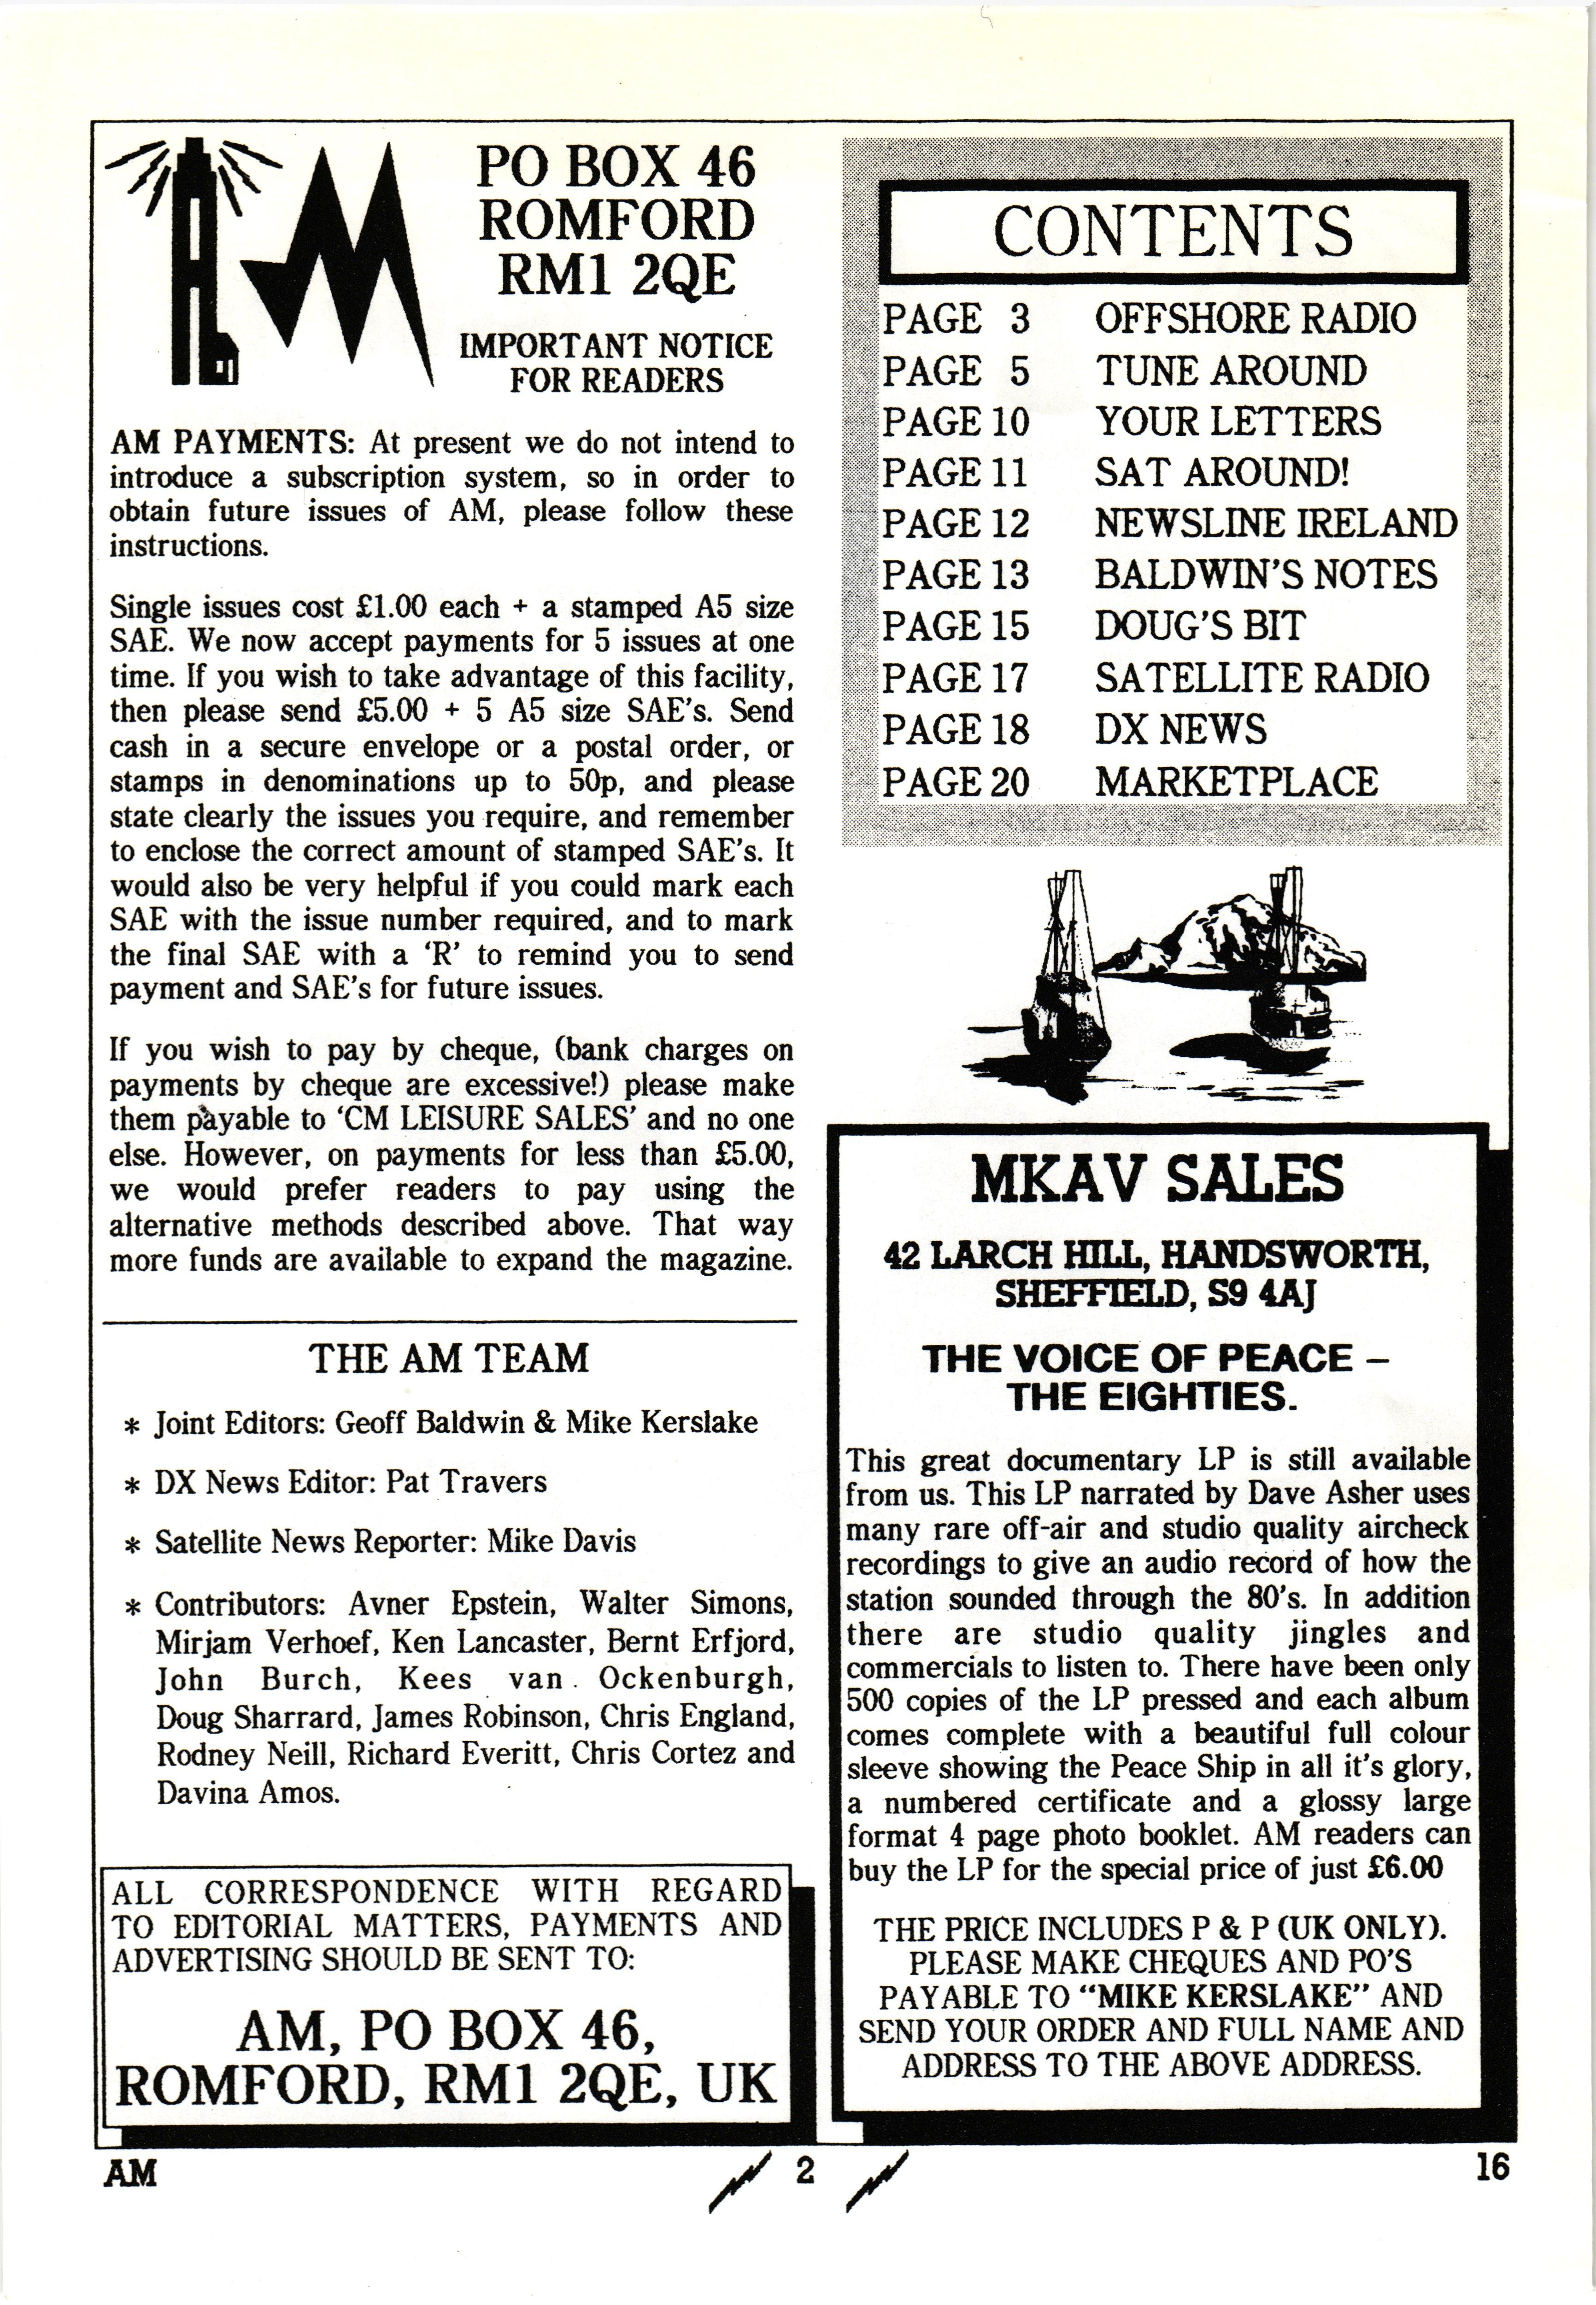 M
PO BOX 46
ROMFORD
RM1 2QE
IMPORTANT NOTICE
FOR READERS
AM PAYMENTS: At present we do not intend to
introduce a subscription system, so in order to
obtain future issues of AM, please follow these
instructions.
Single issues cost £1.00 each + a stamped A5 size
SAE. We now accept payments for 5 issues at one
time. If you wish to take advantage of this facility,
then please send £5.00 + 5 A5 size SAE's. Send
cash in a secure envelope or a postal order, or
stamps in denominations up to 50p, and please
state clearly the issues you require, and remember
to enclose the correct amount of stamped SAE's. It
would also be very helpful if you could mark each
SAE with the issue number required, and to mark
the final SAE with a 'R' to remind you to send
payment and SAE's for future issues.
If you wish to pay by cheque, (bank charges on
payments by cheque are excessive!) please make
them payable to 'CM LEISURE SALES' and no one
else. However, on payments for less than £5.00,
we would prefer readers to pay using the
alternative methods described above. That way
more funds are available to expand the magazine.
THE AM TEAM
* Joint Editors: Geoff Baldwin & Mike Kerslake
* DX News Editor: Pat Travers
* Satellite News Reporter: Mike Davis
* Contributors: Avner Epstein, Walter Simons,
Mirjam Verhoef, Ken Lancaster, Bernt Erfjord,
John Burch, Kees van Ockenburgh,
Doug Sharrard, James Robinson, Chris England,
Rodney Neill, Richard Everitt, Chris Cortez and
Davina Amos.
ALL CORRESPONDENCE WITH REGARD
TO EDITORIAL MATTERS, PAYMENTS AND
ADVERTISING SHOULD BE SENT TO:
AM, PO BOX 46,
ROMFORD, RM1 2QE, UK
CONTENTS
PAGE 3 OFFSHORE RADIO
PAGE 5 TUNE AROUND
PAGE 10 YOUR LETTERS
PAGE 11 SAT AROUND!
PAGE 12 NEWSLINE IRELAND
PAGE 13 BALDWIN'S NOTES
PAGE 15 DOUG'S BIT
PAGE 17 SATELLITE RADIO
PAGE 18 DX NEWS
PAGE 20 MARKETPLACE
MKAV SALES
42 LARCH HILL, HANDSWORTH,
SHEFFIELD, S9 4AJ
THE VOICE OF PEACE –
THE EIGHTIES.
This great documentary LP is still available
from us. This LP narrated by Dave Asher uses
many rare off-air and studio quality aircheck
recordings to give an audio record of how the
station sounded through the 80's. In addition
there are studio quality jingles and
commercials to listen to. There have been only
500 copies of the LP pressed and each album
comes complete with a beautiful full colour
sleeve showing the Peace Ship in all it's glory,
a numbered certificate and a glossy large
format 4 page photo booklet. AM readers can
buy the LP for the special price of just £6.00
THE PRICE INCLUDES P & P (UK ONLY).
PLEASE MAKE CHEQUES AND PO'S
PAYABLE TO "MIKE KERSLAKE" AND
SEND YOUR ORDER AND FULL NAME AND
ADDRESS TO THE ABOVE ADDRESS.
AM 2 16